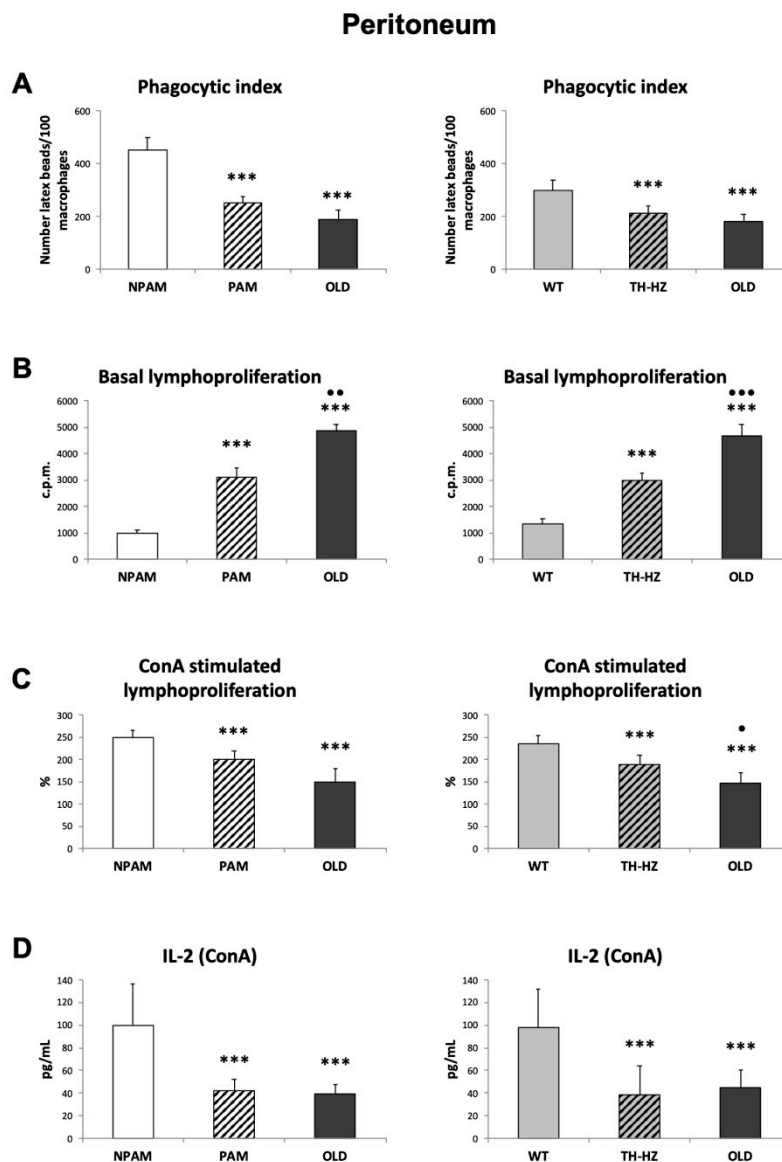 Peritoneum
A
Phagocytic index
Number latex beads/100
macrophages
600
400
200
0
***
***
NPAM PAM OLD
Phagocytic index
Number latex beads/100
macrophages
600
400
200
0
***
***
WT TH-HZ OLD
B
Basal lymphoproliferation
c.p.m.
6000
5000
4000
3000
2000
1000
0
***
••
***
NPAM PAM OLD
Basal lymphoproliferation
c.p.m.
6000
5000
4000
3000
2000
1000
0
***
•••
***
WT TH-HZ OLD
C
ConA stimulated
lymphoproliferation
%
300
250
200
150
100
50
0
***
***
NPAM PAM OLD
ConA stimulated
lymphoproliferation
%
300
250
200
150
100
50
0
***
•
***
WT TH-HZ OLD
D
IL-2 (ConA)
pg/mL
140
120
100
80
60
40
20
0
***
***
NPAM PAM OLD
IL-2 (ConA)
pg/mL
140
120
100
80
60
40
20
0
***
***
WT TH-HZ OLD